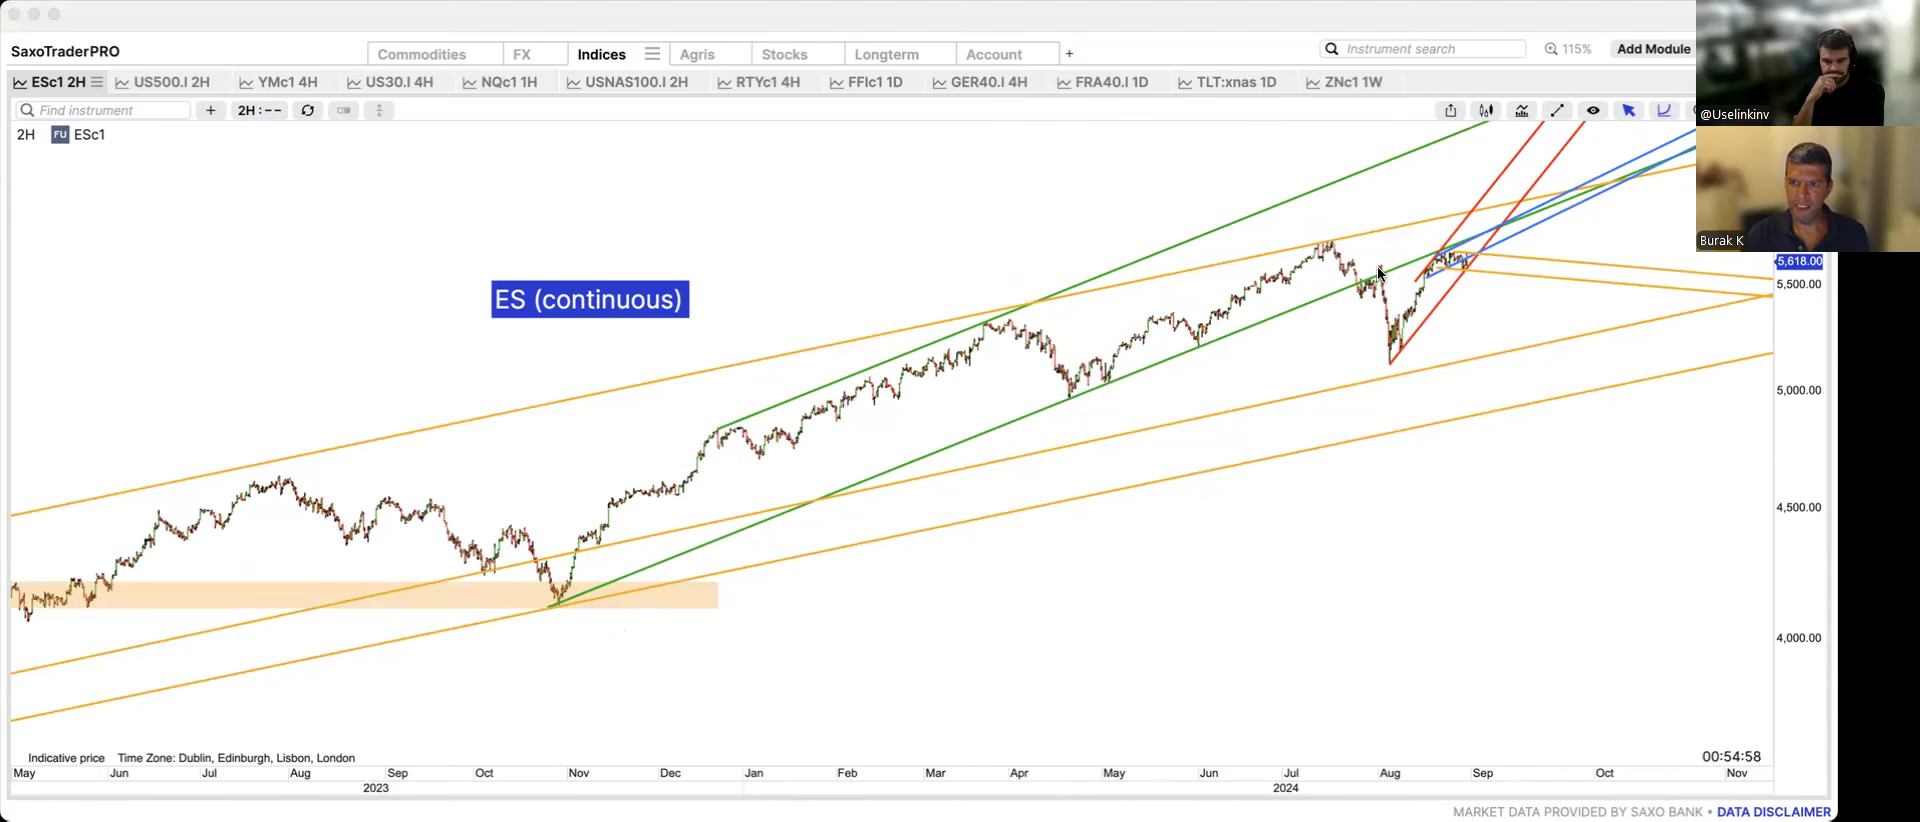 SaxoTraderPRO
Commodities FX Indices Agris Stocks Longterm Account +
Instrument search 115% Add Module
ESc1 2H US500.I 2H YMc1 4H US30.I 4H NQc1 1H USNAS100.I 2H RTYc1 4H FFIc1 1D GER40.I 4H FRA40.I 1D TLT:xnas 1D ZNc1 1W
Find instrument + 2H : – –
2H FU ESc1
@Uselinkinv
Burak K
ES (continuous)
5,618.00
5,500.00
5,000.00
4,500.00
4,000.00
Indicative price Time Zone: Dublin, Edinburgh, Lisbon, London
00:54:58
May Jun Jul Aug Sep Oct Nov Dec Jan Feb Mar Apr May Jun Jul Aug Sep Oct Nov
2023 2024
MARKET DATA PROVIDED BY SAXO BANK • DATA DISCLAIMER